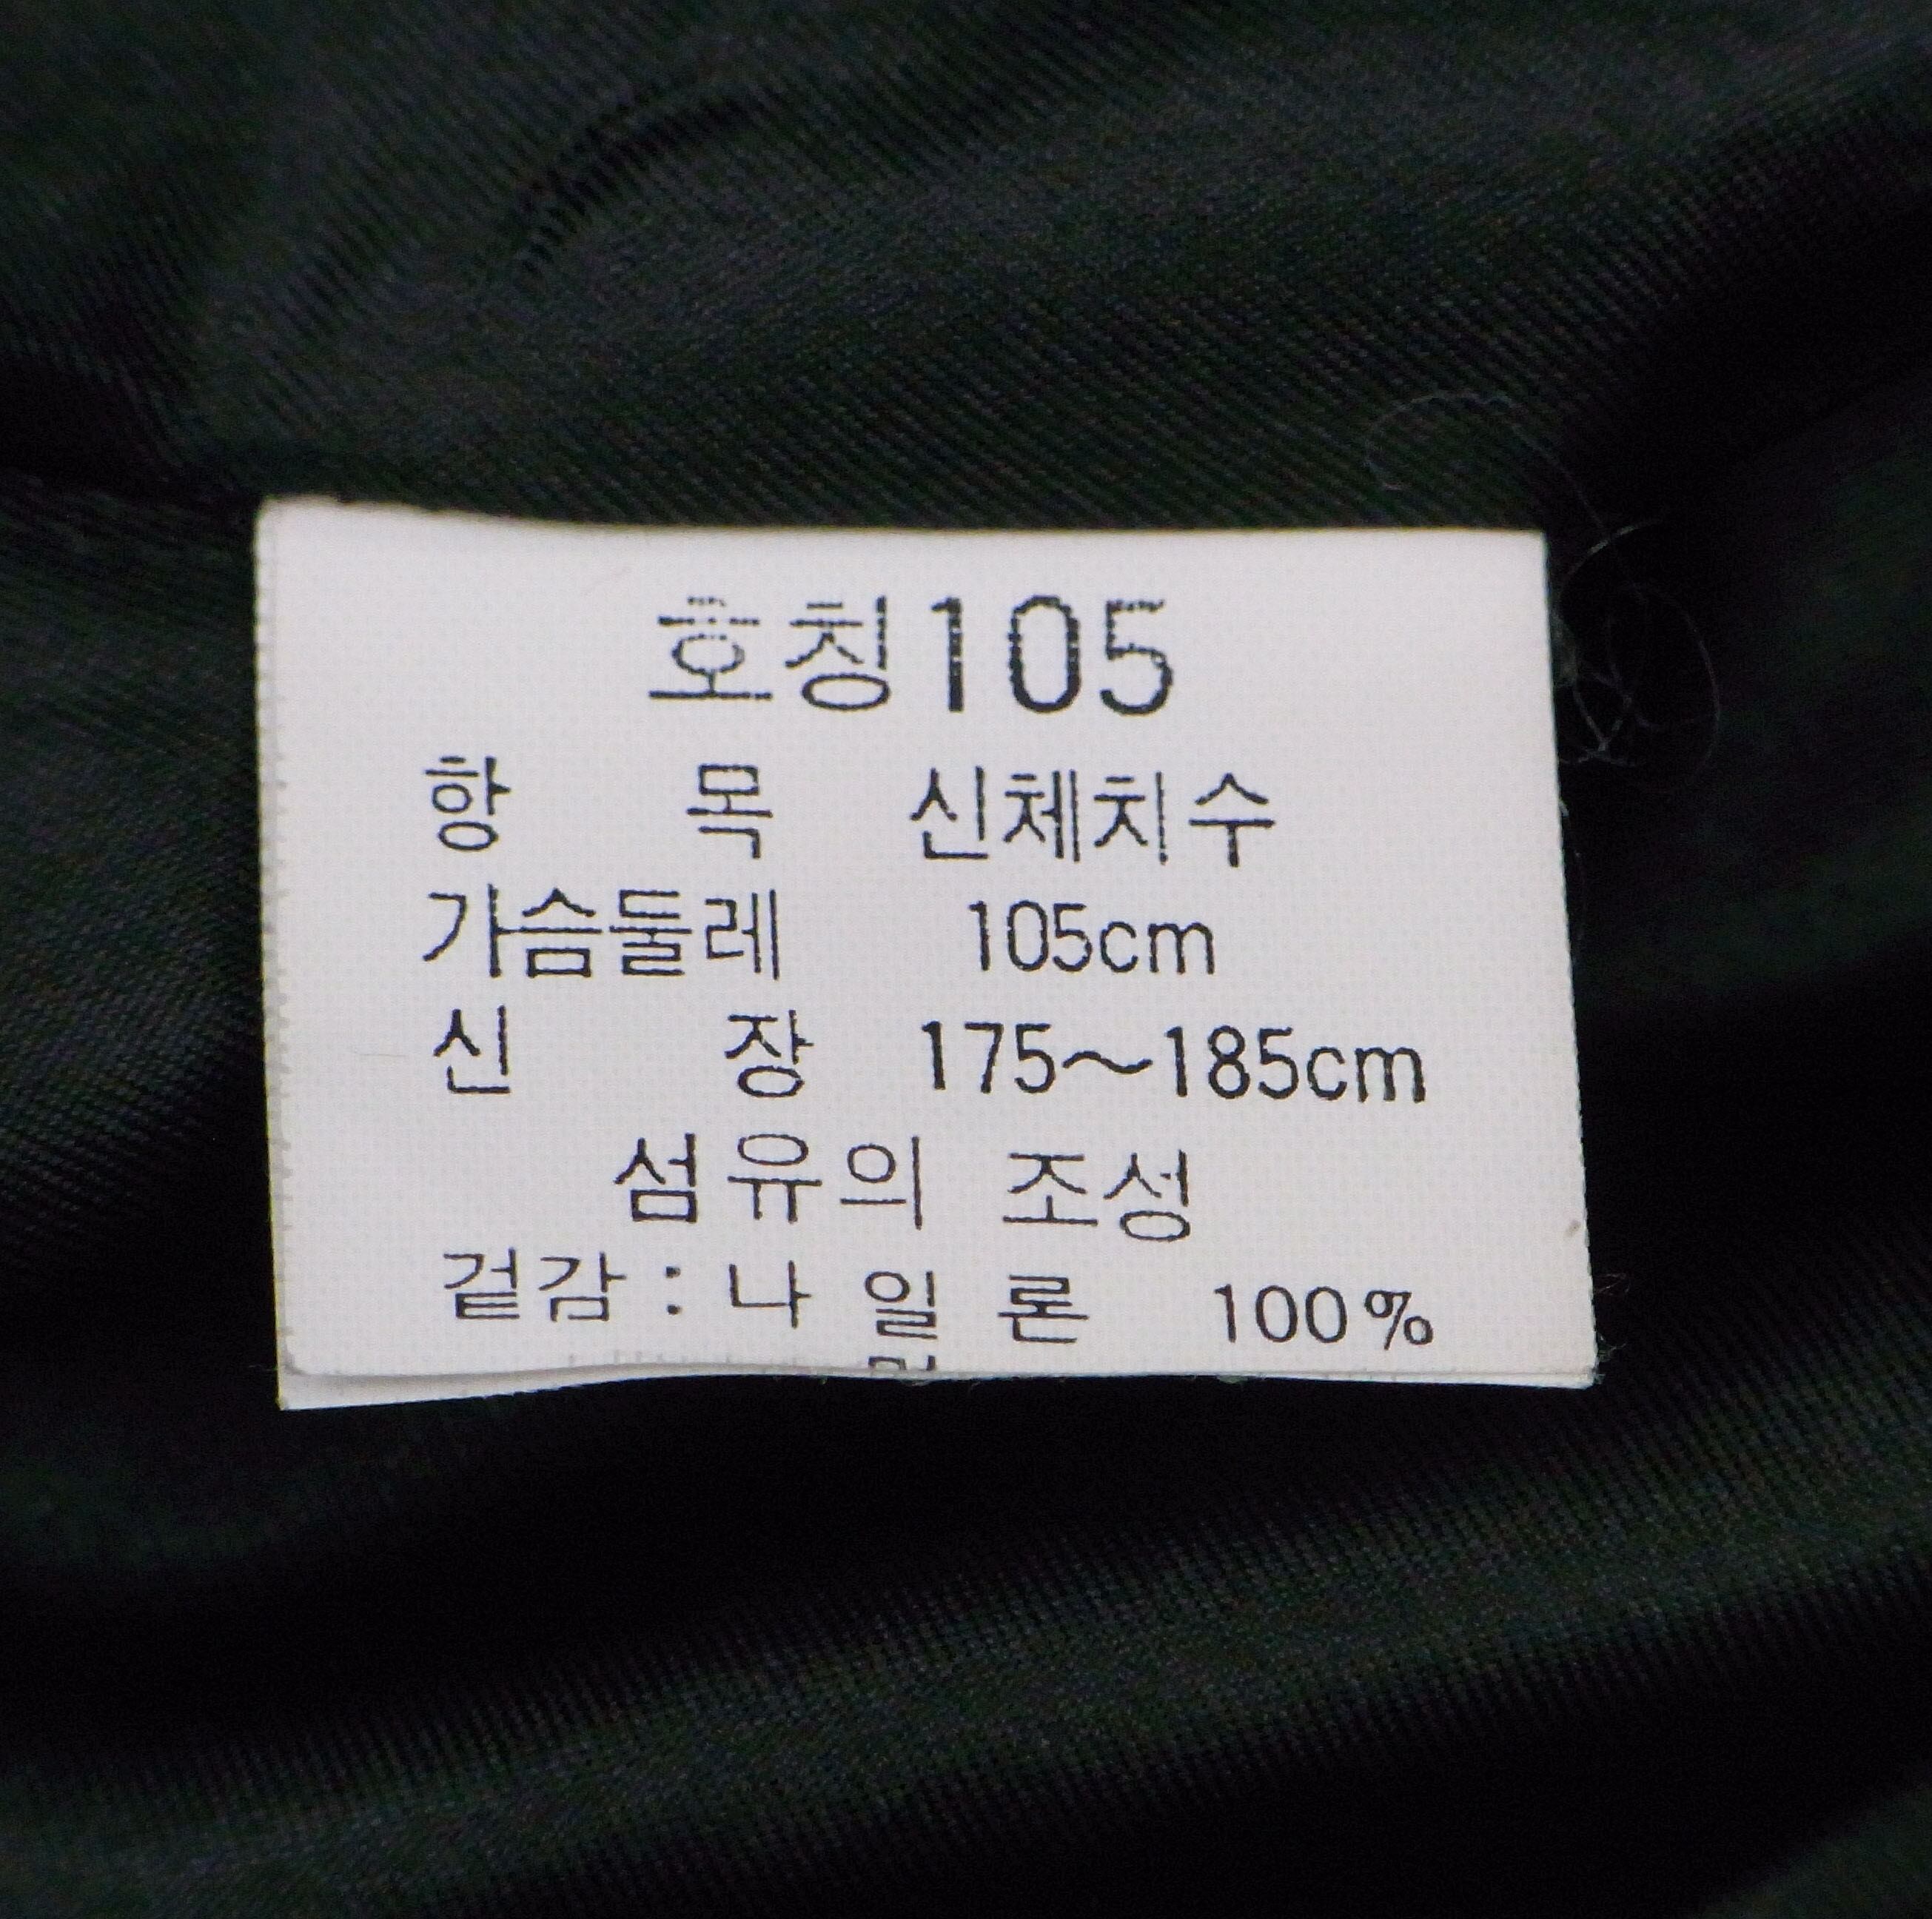 호칭105
항 목 신체치수
가슴둘레 105cm
신 장 175~185cm
섬유의 조성
겉감 : 나 일 론 100%